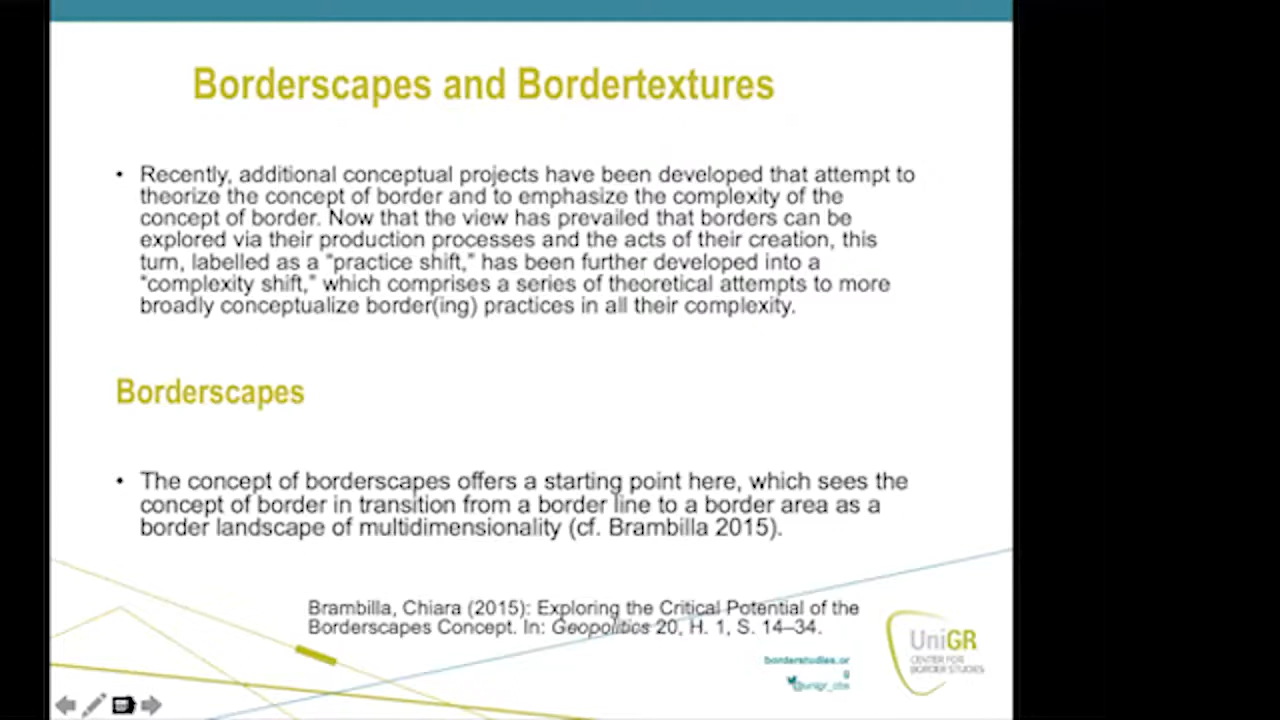 Borderscapes and Bordertextures
• Recently, additional conceptual projects have been developed that attempt to
theorize the concept of border and to emphasize the complexity of the
concept of border. Now that the view has prevailed that borders can be
explored via their production processes and the acts of their creation, this
turn, labelled as a "practice shift," has been further developed into a
"complexity shift," which comprises a series of theoretical attempts to more
broadly conceptualize border(ing) practices in all their complexity.
Borderscapes
• The concept of borderscapes offers a starting point here, which sees the
concept of border in transition from a border line to a border area as a
border landscape of multidimensionality (cf. Brambilla 2015).
Brambilla, Chiara (2015): Exploring the Critical Potential of the
Borderscapes Concept. In: Geopolitics 20, H. 1, S. 14–34.
borderstudies.or
g
@unigr_cbs
UniGR
CENTER FOR
BORDER STUDIES